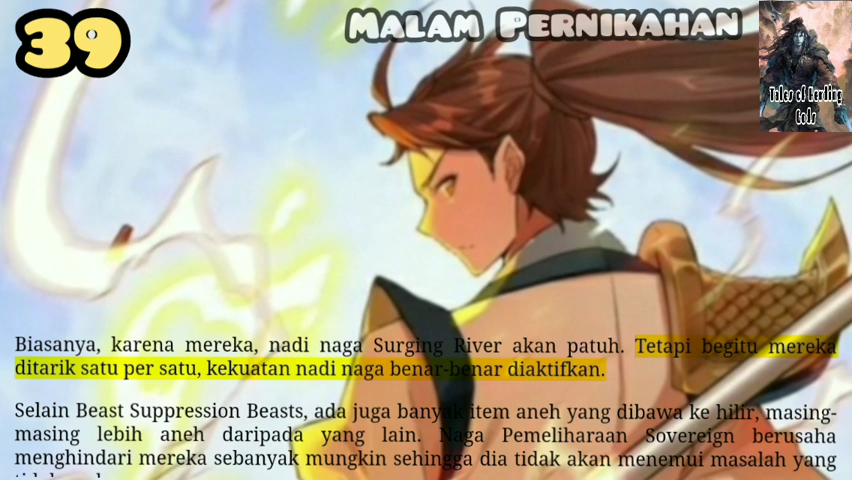 39
Malam Pernikahan
Tales of Herding
Gods
Biasanya, karena mereka, nadi naga Surging River akan patuh. Tetapi begitu mereka
ditarik satu per satu, kekuatan nadi naga benar-benar diaktifkan.
Selain Beast Suppression Beasts, ada juga banyak item aneh yang dibawa ke hilir, masing-
masing lebih aneh daripada yang lain. Naga Pemeliharaan Sovereign berusaha
menghindari mereka sebanyak mungkin sehingga dia tidak akan menemui masalah yang